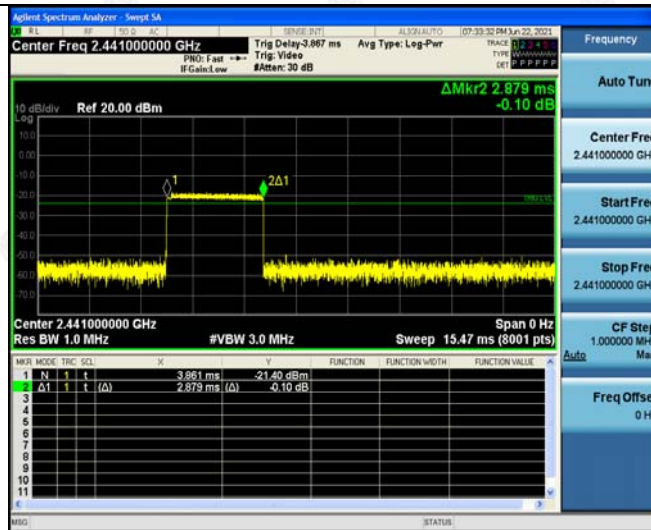 Agilent Spectrum Analyzer - Swept SA
RL RF 50 Ω AC SENSE:INT ALIGN AUTO 07:33:32 PM Jun 22, 2021
Center Freq 2.441000000 GHz Trig Delay-3.867 ms Avg Type: Log-Pwr TRACE 1 2 3 4 5 6
PNO: Fast Trig: Video TYPE
IFGain:Low #Atten: 30 dB DET P P P P P P
ΔMkr2 2.879 ms
-0.10 dB
10 dB/div Ref 20.00 dBm
Log
10.0
0.00
-10.0
-20.0
-30.0
-40.0
-50.0
-60.0
-70.0
1
2Δ1
TRIG LVL
Center 2.441000000 GHz Span 0 Hz
Res BW 1.0 MHz #VBW 3.0 MHz Sweep 15.47 ms (8001 pts)
MKR MODE TRC SCL X Y FUNCTION FUNCTION WIDTH FUNCTION VALUE
1 N 1 t 3.861 ms -21.40 dBm
2 Δ1 1 t (Δ) 2.879 ms (Δ) -0.10 dB
3
4
5
6
7
8
9
10
11
MSG STATUS
Frequency
Auto Tun
Center Fre
2.441000000 GH
Start Fre
2.441000000 GH
Stop Fre
2.441000000 GH
CF Ste
1.000000 MH
Auto Ma
Freq Offse
0 H